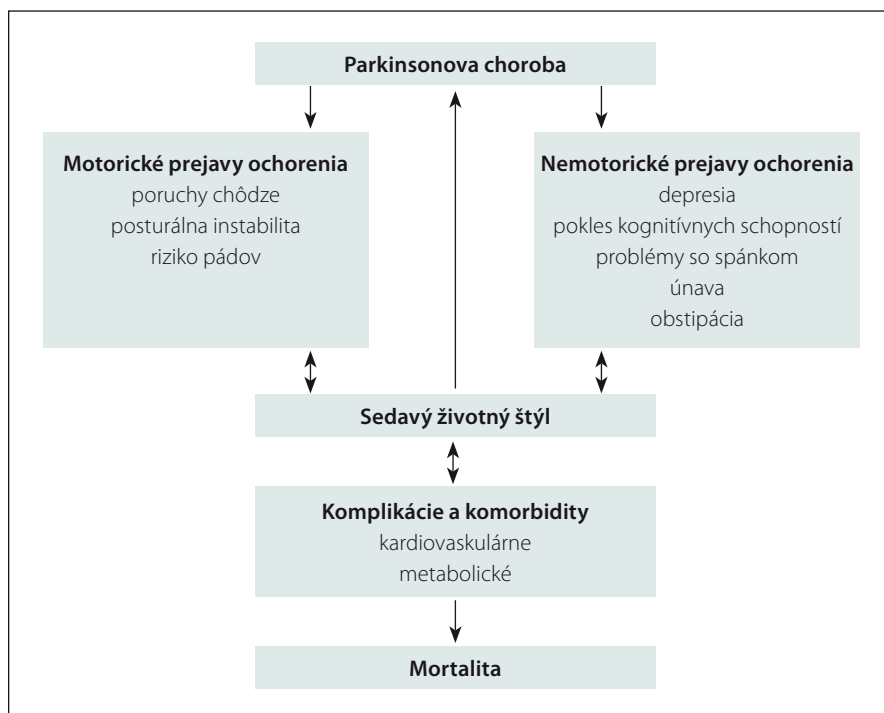 Parkinsonova choroba
Motorické prejavy ochorenia
poruchy chôdze
posturálna instabilita
riziko pádov
Nemotorické prejavy ochorenia
depresia
pokles kognitívnych schopností
problémy so spánkom
únava
obstipácia
Sedavý životný štýl
Komplikácie a komorbidity
kardiovaskulárne
metabolické
Mortalita